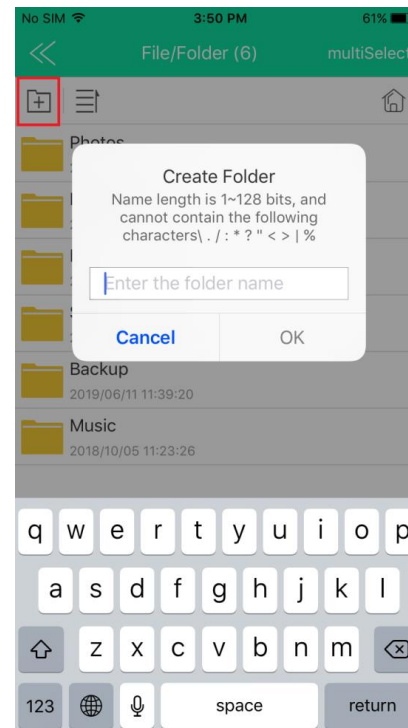 No SIM 3:50 PM 61%
File/Folder (6) multiSelect
Photos
Create Folder
Name length is 1~128 bits, and
cannot contain the following
characters\ . / : * ? " < > | %
Enter the folder name
Cancel OK
Backup
2019/06/11 11:39:20
Music
2018/10/05 11:23:26
q w e r t y u i o p
a s d f g h j k l
z x c v b n m
123 space return